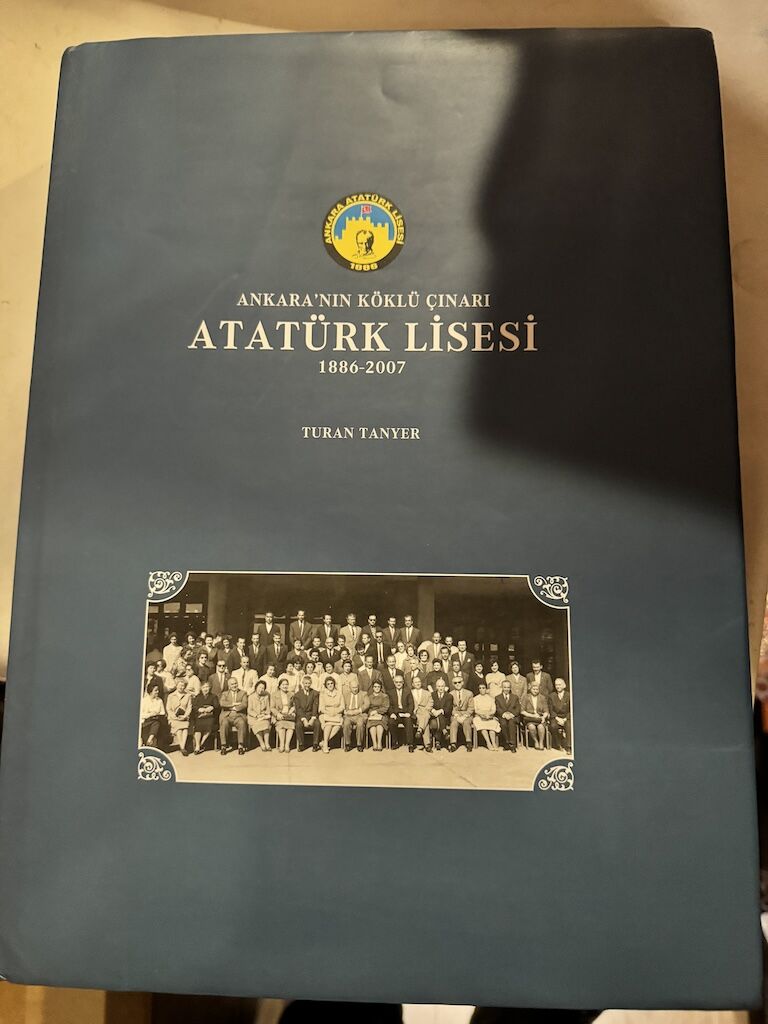 ANKARA ATATÜRK LİSESİ
1886
ANKARA'NIN KÖKLÜ ÇINARI
ATATÜRK LİSESİ
1886-2007
TURAN TANYER